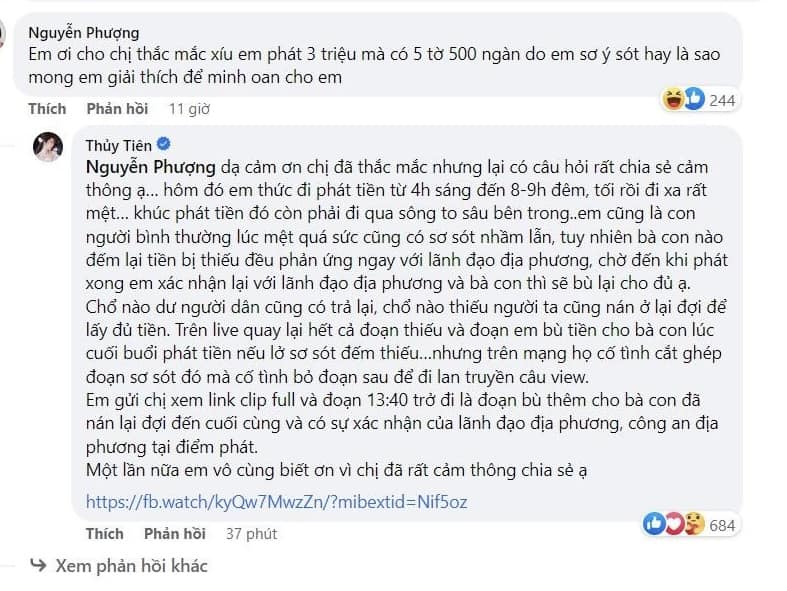 Nguyễn Phượng
Em ơi cho chị thắc mắc xíu em phát 3 triệu mà có 5 tờ 500 ngàn do em sơ ý sót hay là sao
mong em giải thích để minh oan cho em
Thích Phản hồi 11 giờ
244
Thủy Tiên
Nguyễn Phượng dạ cảm ơn chị đã thắc mắc nhưng lại có câu hỏi rất chia sẻ cảm
thông ạ... hôm đó em thức đi phát tiền từ 4h sáng đến 8-9h đêm, tối rồi đi xa rất
mệt... khúc phát tiền đó còn phải đi qua sông to sâu bên trong..em cũng là con
người bình thường lúc mệt quá sức cũng có sơ sót nhầm lẫn, tuy nhiên bà con nào
đếm lại tiền bị thiếu đều phản ứng ngay với lãnh đạo địa phương, chờ đến khi phát
xong em xác nhận lại với lãnh đạo địa phương và bà con thì sẽ bù lại cho đủ ạ.
Chổ nào dư người dân cũng có trả lại, chổ nào thiếu người ta cũng nán ở lại đợi để
lấy đủ tiền. Trên live quay lại hết cả đoạn thiếu và đoạn em bù tiền cho bà con lúc
cuối buổi phát tiền nếu lở sơ sót đếm thiếu...nhưng trên mạng họ cố tình cắt ghép
đoạn sơ sót đó mà cố tình bỏ đoạn sau để đi lan truyền câu view.
Em gửi chị xem link clip full và đoạn 13:40 trở đi là đoạn bù thêm cho bà con đã
nán lại đợi đến cuối cùng và có sự xác nhận của lãnh đạo địa phương, công an địa
phương tại điểm phát.
Một lần nữa em vô cùng biết ơn vì chị đã rất cảm thông chia sẻ ạ
https://fb.watch/kyQw7MwzZn/?mibextid=Nif5oz
Thích Phản hồi 37 phút
684
Xem phản hồi khác